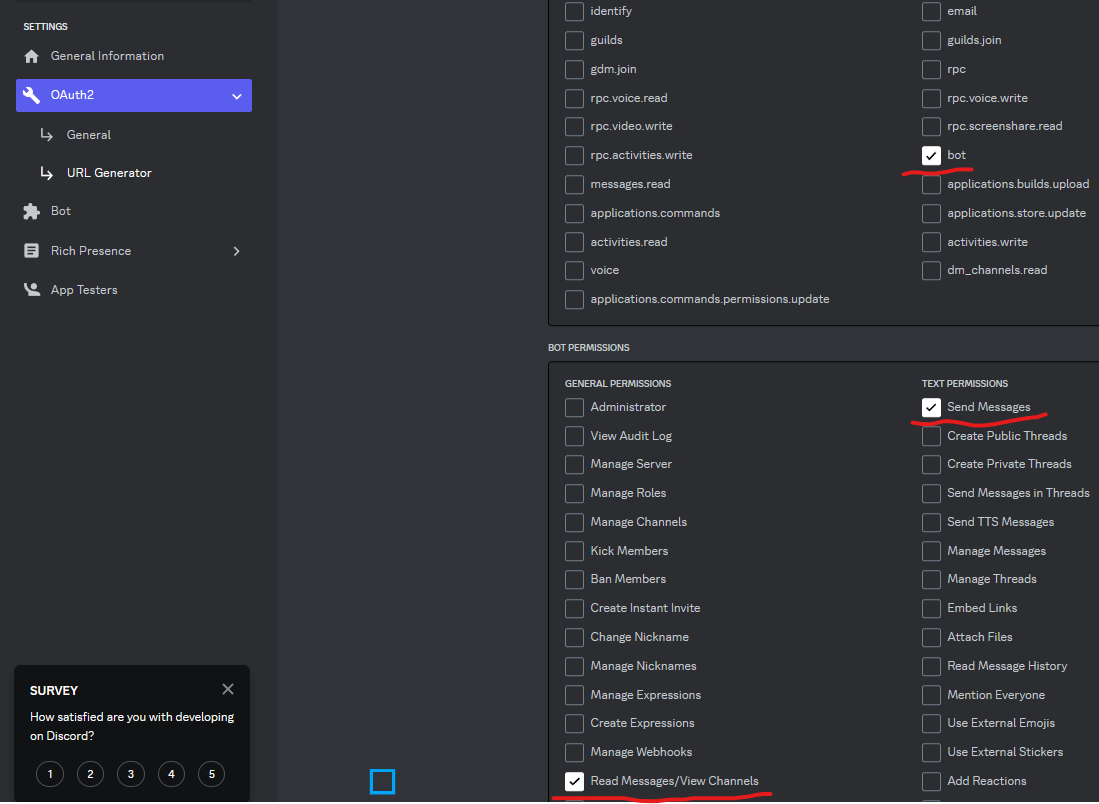 SETTINGS
General Information
OAuth2
General
URL Generator
Bot
Rich Presence
App Testers
SURVEY
How satisfied are you with developing
on Discord?
1 2 3 4 5
identify email
guilds guilds.join
gdm.join rpc
rpc.voice.read rpc.voice.write
rpc.video.write rpc.screenshare.read
rpc.activities.write bot
messages.read applications.builds.upload
applications.commands applications.store.update
activities.read activities.write
voice dm_channels.read
applications.commands.permissions.update
BOT PERMISSIONS
GENERAL PERMISSIONS
Administrator
View Audit Log
Manage Server
Manage Roles
Manage Channels
Kick Members
Ban Members
Create Instant Invite
Change Nickname
Manage Nicknames
Manage Expressions
Create Expressions
Manage Webhooks
Read Messages/View Channels
TEXT PERMISSIONS
Send Messages
Create Public Threads
Create Private Threads
Send Messages in Threads
Send TTS Messages
Manage Messages
Manage Threads
Embed Links
Attach Files
Read Message History
Mention Everyone
Use External Emojis
Use External Stickers
Add Reactions